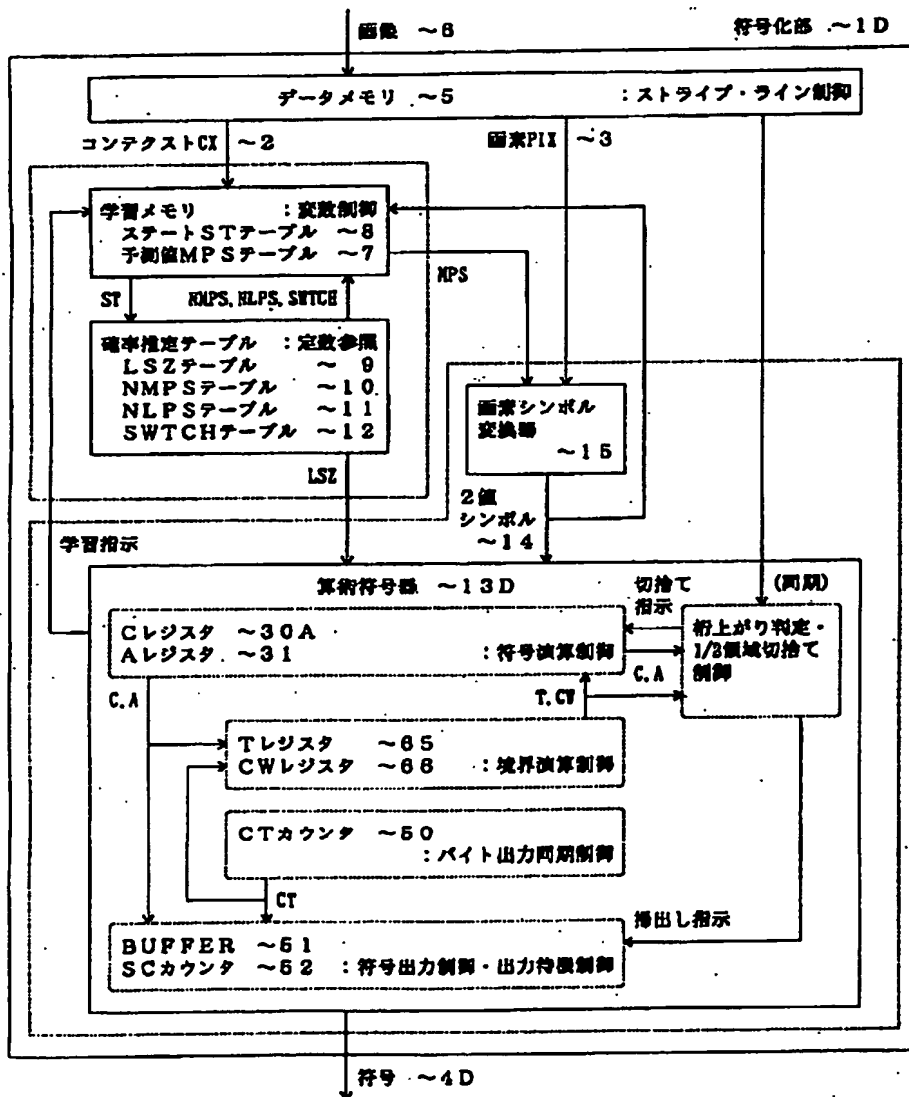 画像 ~6
符号化部 ~1D
データメモリ ~5 :ストライプ・ライン制御
コンテクストCX ~2
画素PIX ~3
学習メモリ :変数制御
ステートSTテーブル ~8
予測値MPSテーブル ~7
MPS
ST
NMPS,NLPS,SWTCH
確率推定テーブル :定数参照
LSZテーブル ~ 9
NMPSテーブル ~10
NLPSテーブル ~11
SWTCHテーブル ~12
画素シンボル
変換器
~15
LSZ
2値
シンボル
~14
学習指示
算術符号器 ~13D
切捨て
指示
(同期)
Cレジスタ ~30A
Aレジスタ ~31 :符号演算制御
桁上がり判定・
1/2領域切捨て
制御
C,A
C,A
T,CW
Tレジスタ ~65
CWレジスタ ~66 :境界演算制御
CTカウンタ ~50
:バイト出力同期制御
CT
掃出し指示
BUFFER ~51
SCカウンタ ~52 :符号出力制御・出力待機制御
符号 ~4D